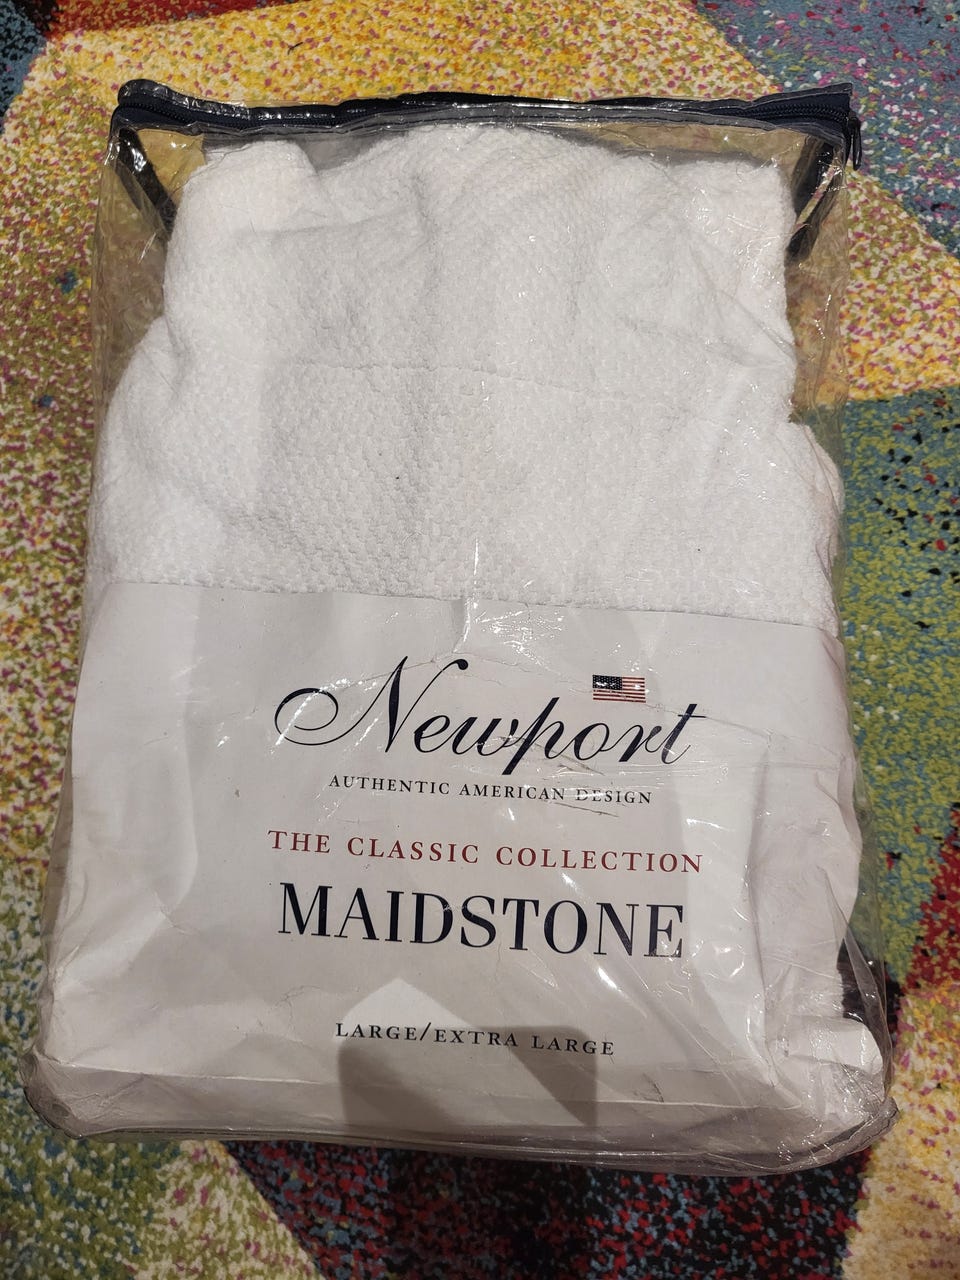 Newport
AUTHENTIC AMERICAN DESIGN
THE CLASSIC COLLECTION
MAIDSTONE
LARGE/EXTRA LARGE